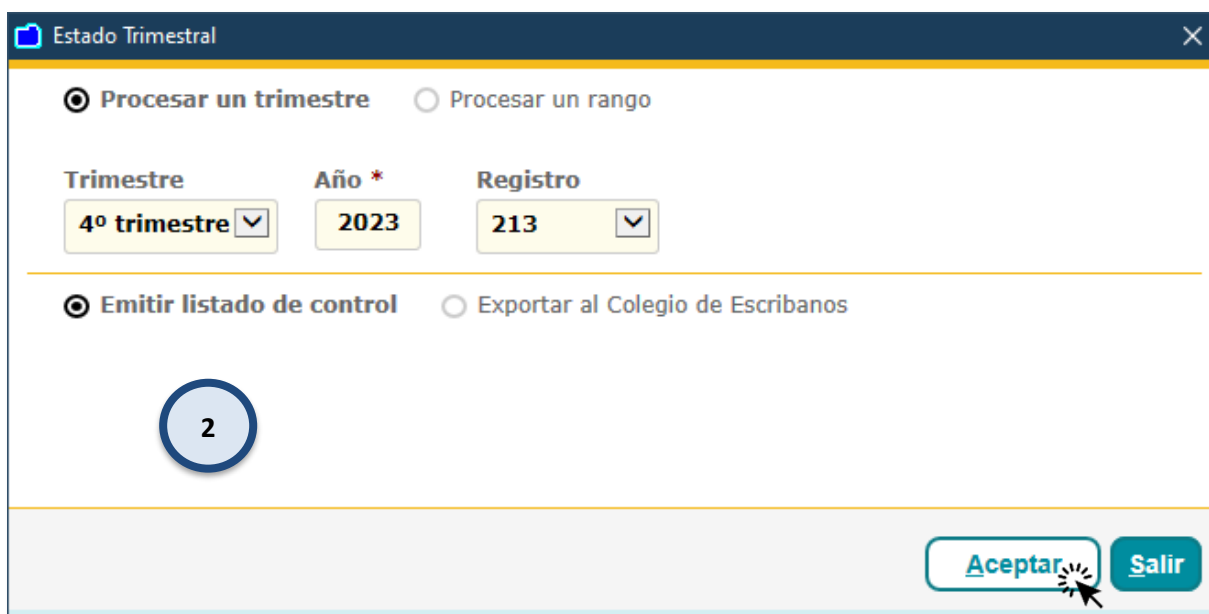 Estado Trimestral
Procesar un trimestre Procesar un rango
Trimestre Año * Registro
4º trimestre 2023 213
Emitir listado de control Exportar al Colegio de Escribanos
2
Aceptar Salir